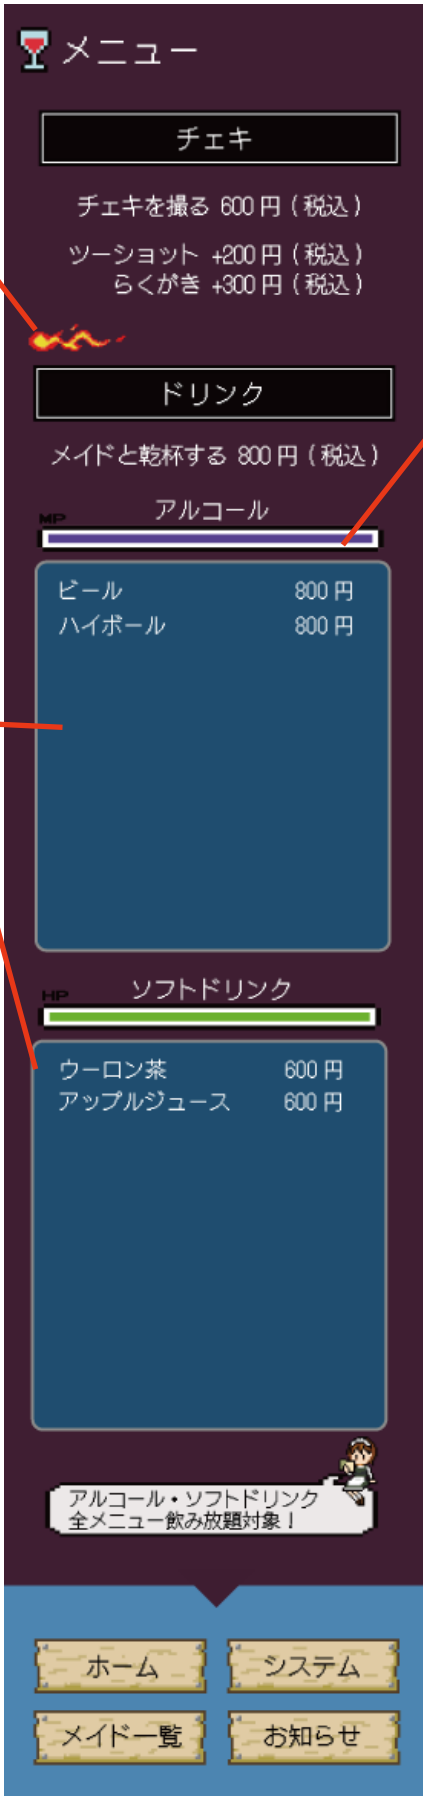 メニュー
チェキ
チェキを撮る 600円（税込）
ツーショット +200円（税込）
らくがき +300円（税込）
ドリンク
メイドと乾杯する 800円（税込）
MP アルコール
ビール 800円
ハイボール 800円
HP ソフトドリンク
ウーロン茶 600円
アップルジュース 600円
アルコール・ソフトドリンク
全メニュー飲み放題対象！
ホーム システム
メイド一覧 お知らせ